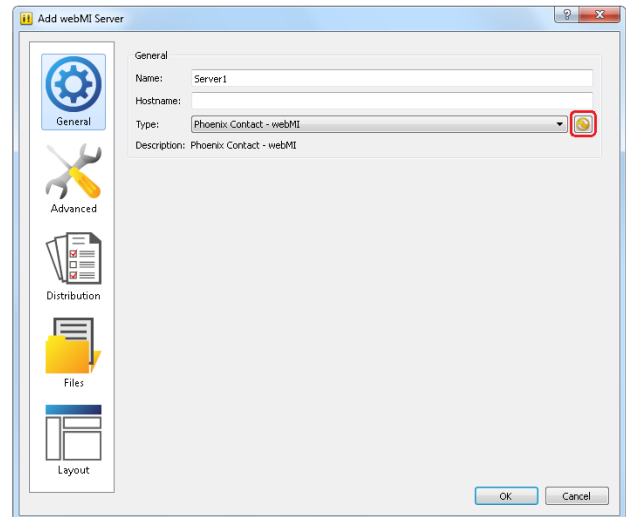 Add webMI Server
General
Name: Server1
Hostname:
Type: Phoenix Contact - webMI
Description: Phoenix Contact - webMI
General
Advanced
Distribution
Files
Layout
OK Cancel